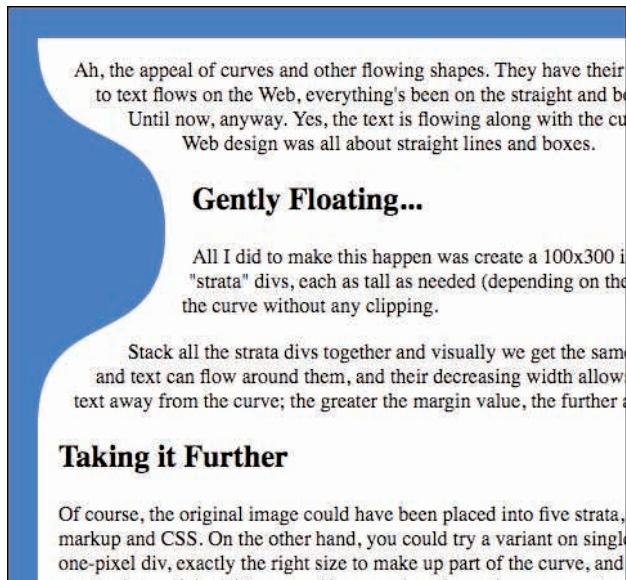 Ah, the appeal of curves and other flowing shapes. They have their
to text flows on the Web, everything's been on the straight and
Until now, anyway. Yes, the text is flowing along with the
Web design was all about straight lines and boxes.
Gently Floating...
All I did to make this happen was create a 100x300
"strata" divs, each as tall as needed (depending on the
the curve without any clipping.
Stack all the strata divs together and visually we get the
and text can flow around them, and their decreasing width
text away from the curve; the greater the margin value, the further
Taking it Further
Of course, the original image could have been placed into five strata,
markup and CSS. On the other hand, you could try a variant on
one-pixel div, exactly the right size to make up part of the curve, and